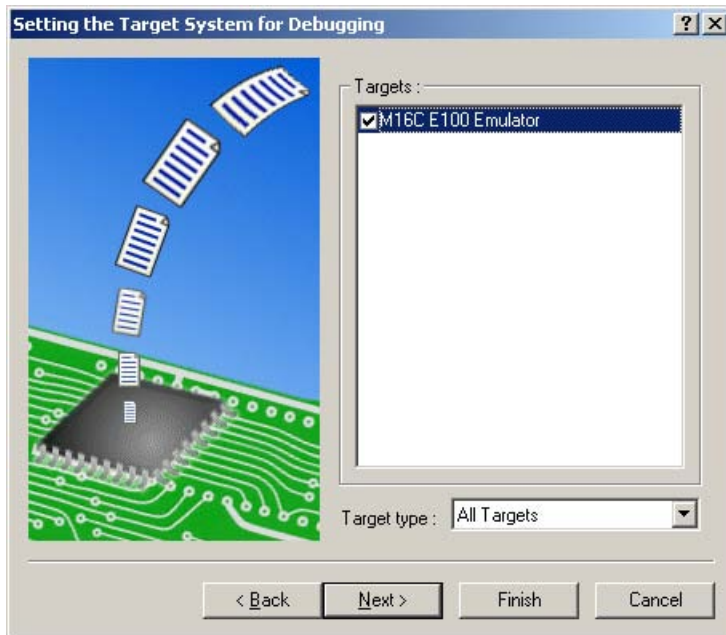 Setting the Target System for Debugging
Targets :
M16C E100 Emulator
Target type : All Targets
< Back Next > Finish Cancel